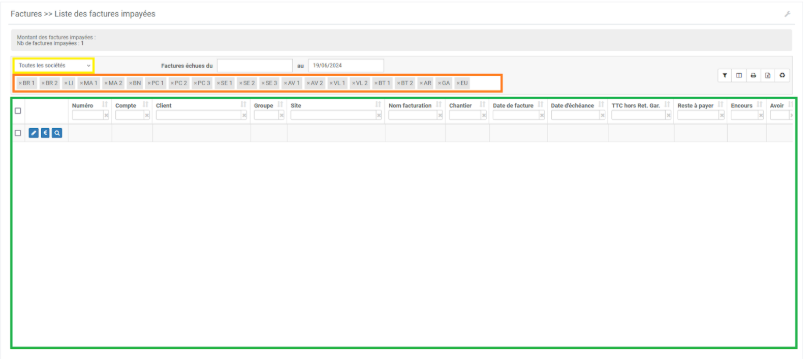 Factures >> Liste des factures impayées
Montant des factures impayées :
Nb de factures impayées : 1
Toutes les sociétés Factures échues du au 19/06/2024
×BR 1 ×BR 2 ×LI ×MA 1 ×MA 2 ×BN ×PC 1 ×PC 2 ×PC 3 ×SE 1 ×SE 2 ×SE 3 ×AV 1 ×AV 2 ×VL 1 ×VL 2 ×BT 1 ×BT 2 ×AR ×GA ×EU
Numéro Compte Client Groupe Site Nom facturation Chantier Date de facture Date d'échéance TTC hors Ret. Gar. Reste à payer Encours Avoir